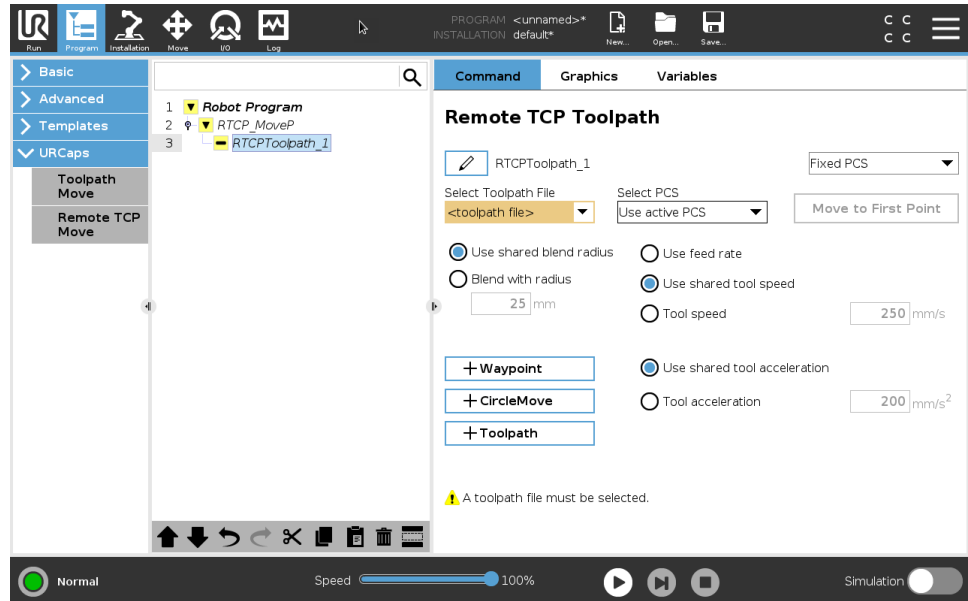 PROGRAM <unnamed>*
INSTALLATION default*
UR
Run
Program
Installation
Move
I/O
Log
New...
Open...
Save...
C C
C C
Basic
Advanced
Templates
URCaps
Toolpath
Move
Remote TCP
Move
1 Robot Program
2 RTCP_MoveP
3 RTCPToolpath_1
Command Graphics Variables
Remote TCP Toolpath
RTCPToolpath_1
Fixed PCS
Select Toolpath File
Select PCS
<toolpath file>
Use active PCS
Move to First Point
Use shared blend radius
Use feed rate
Blend with radius
Use shared tool speed
25 mm
Tool speed
250 mm/s
+ Waypoint
Use shared tool acceleration
+ CircleMove
Tool acceleration
200 mm/s²
+ Toolpath
A toolpath file must be selected.
Normal
Speed
100%
Simulation